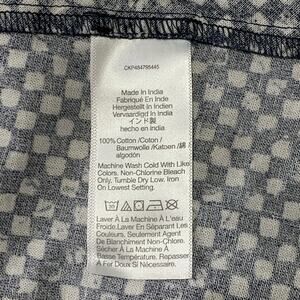 CKP484795445
Made In India
Fabriqué En Inde
Hergestellt in Indien
Vervaardigd In India
インド製
hecho en india
100% Cotton /Coton /
Baumwolle /Katoen / 綿
algodón
Machine Wash Cold With Like
Colors. Non-Chlorine Bleach
Only, Tumble Dry Low. Iron
On Lowest Setting.
Laver À La Machine À L'eau
Froide. Laver En Séparant Les
Couleurs. Seulement Agent
De Blanchiment Non-Chlore.
Sécher À La Machine À
Basse Température. Repasser
À Fer Doux Si Nécessaire.